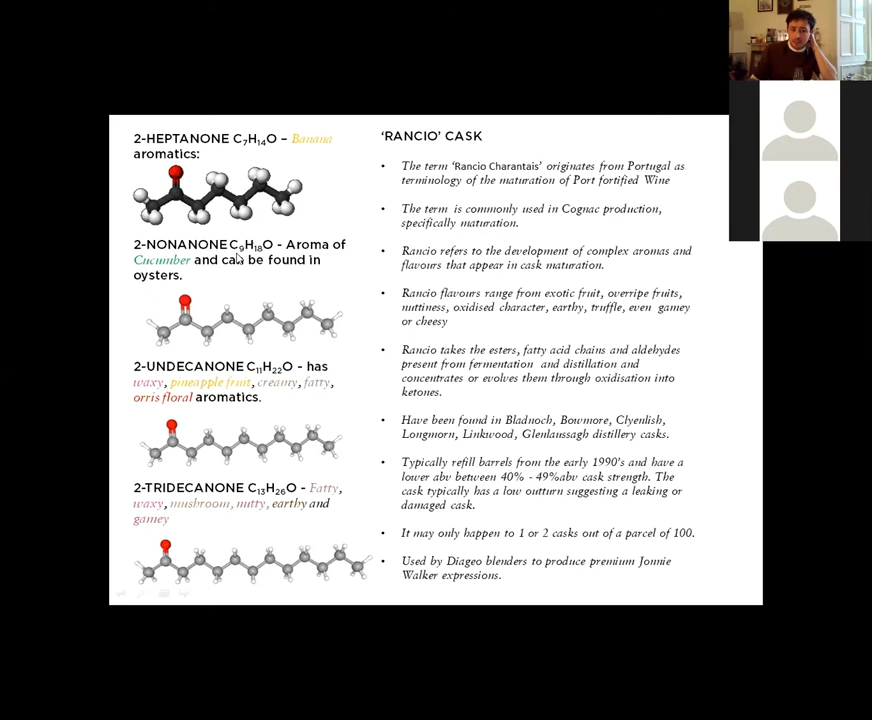 2-HEPTANONE C₇H₁₄O – Banana
aromatics:
2-NONANONE C₉H₁₈O - Aroma of
Cucumber and can be found in
oysters.
2-UNDECANONE C₁₁H₂₂O - has
waxy, pineapple fruit, creamy, fatty,
orris floral aromatics.
2-TRIDECANONE C₁₃H₂₆O - Fatty,
waxy, mushroom, nutty, earthy and
gamey
‘RANCIO’ CASK
• The term ‘Rancio Charantais’ originates from Portugal as
terminology of the maturation of Port fortified Wine
• The term is commonly used in Cognac production,
specifically maturation.
• Rancio refers to the development of complex aromas and
flavours that appear in cask maturation.
• Rancio flavours range from exotic fruit, overripe fruits,
nuttiness, oxidised character, earthy, truffle, even gamey
or cheesy
• Rancio takes the esters, fatty acid chains and aldehydes
present from fermentation and distillation and
concentrates or evolves them through oxidisation into
ketones.
• Have been found in Bladnoch, Bowmore, Clyenlish,
Longmorn, Linkwood, Glenlaussagh distillery casks.
• Typically refill barrels from the early 1990’s and have a
lower abv between 40% - 49%abv cask strength. The
cask typically has a low outturn suggesting a leaking or
damaged cask.
• It may only happen to 1 or 2 casks out of a parcel of 100.
• Used by Diageo blenders to produce premium Jonnie
Walker expressions.